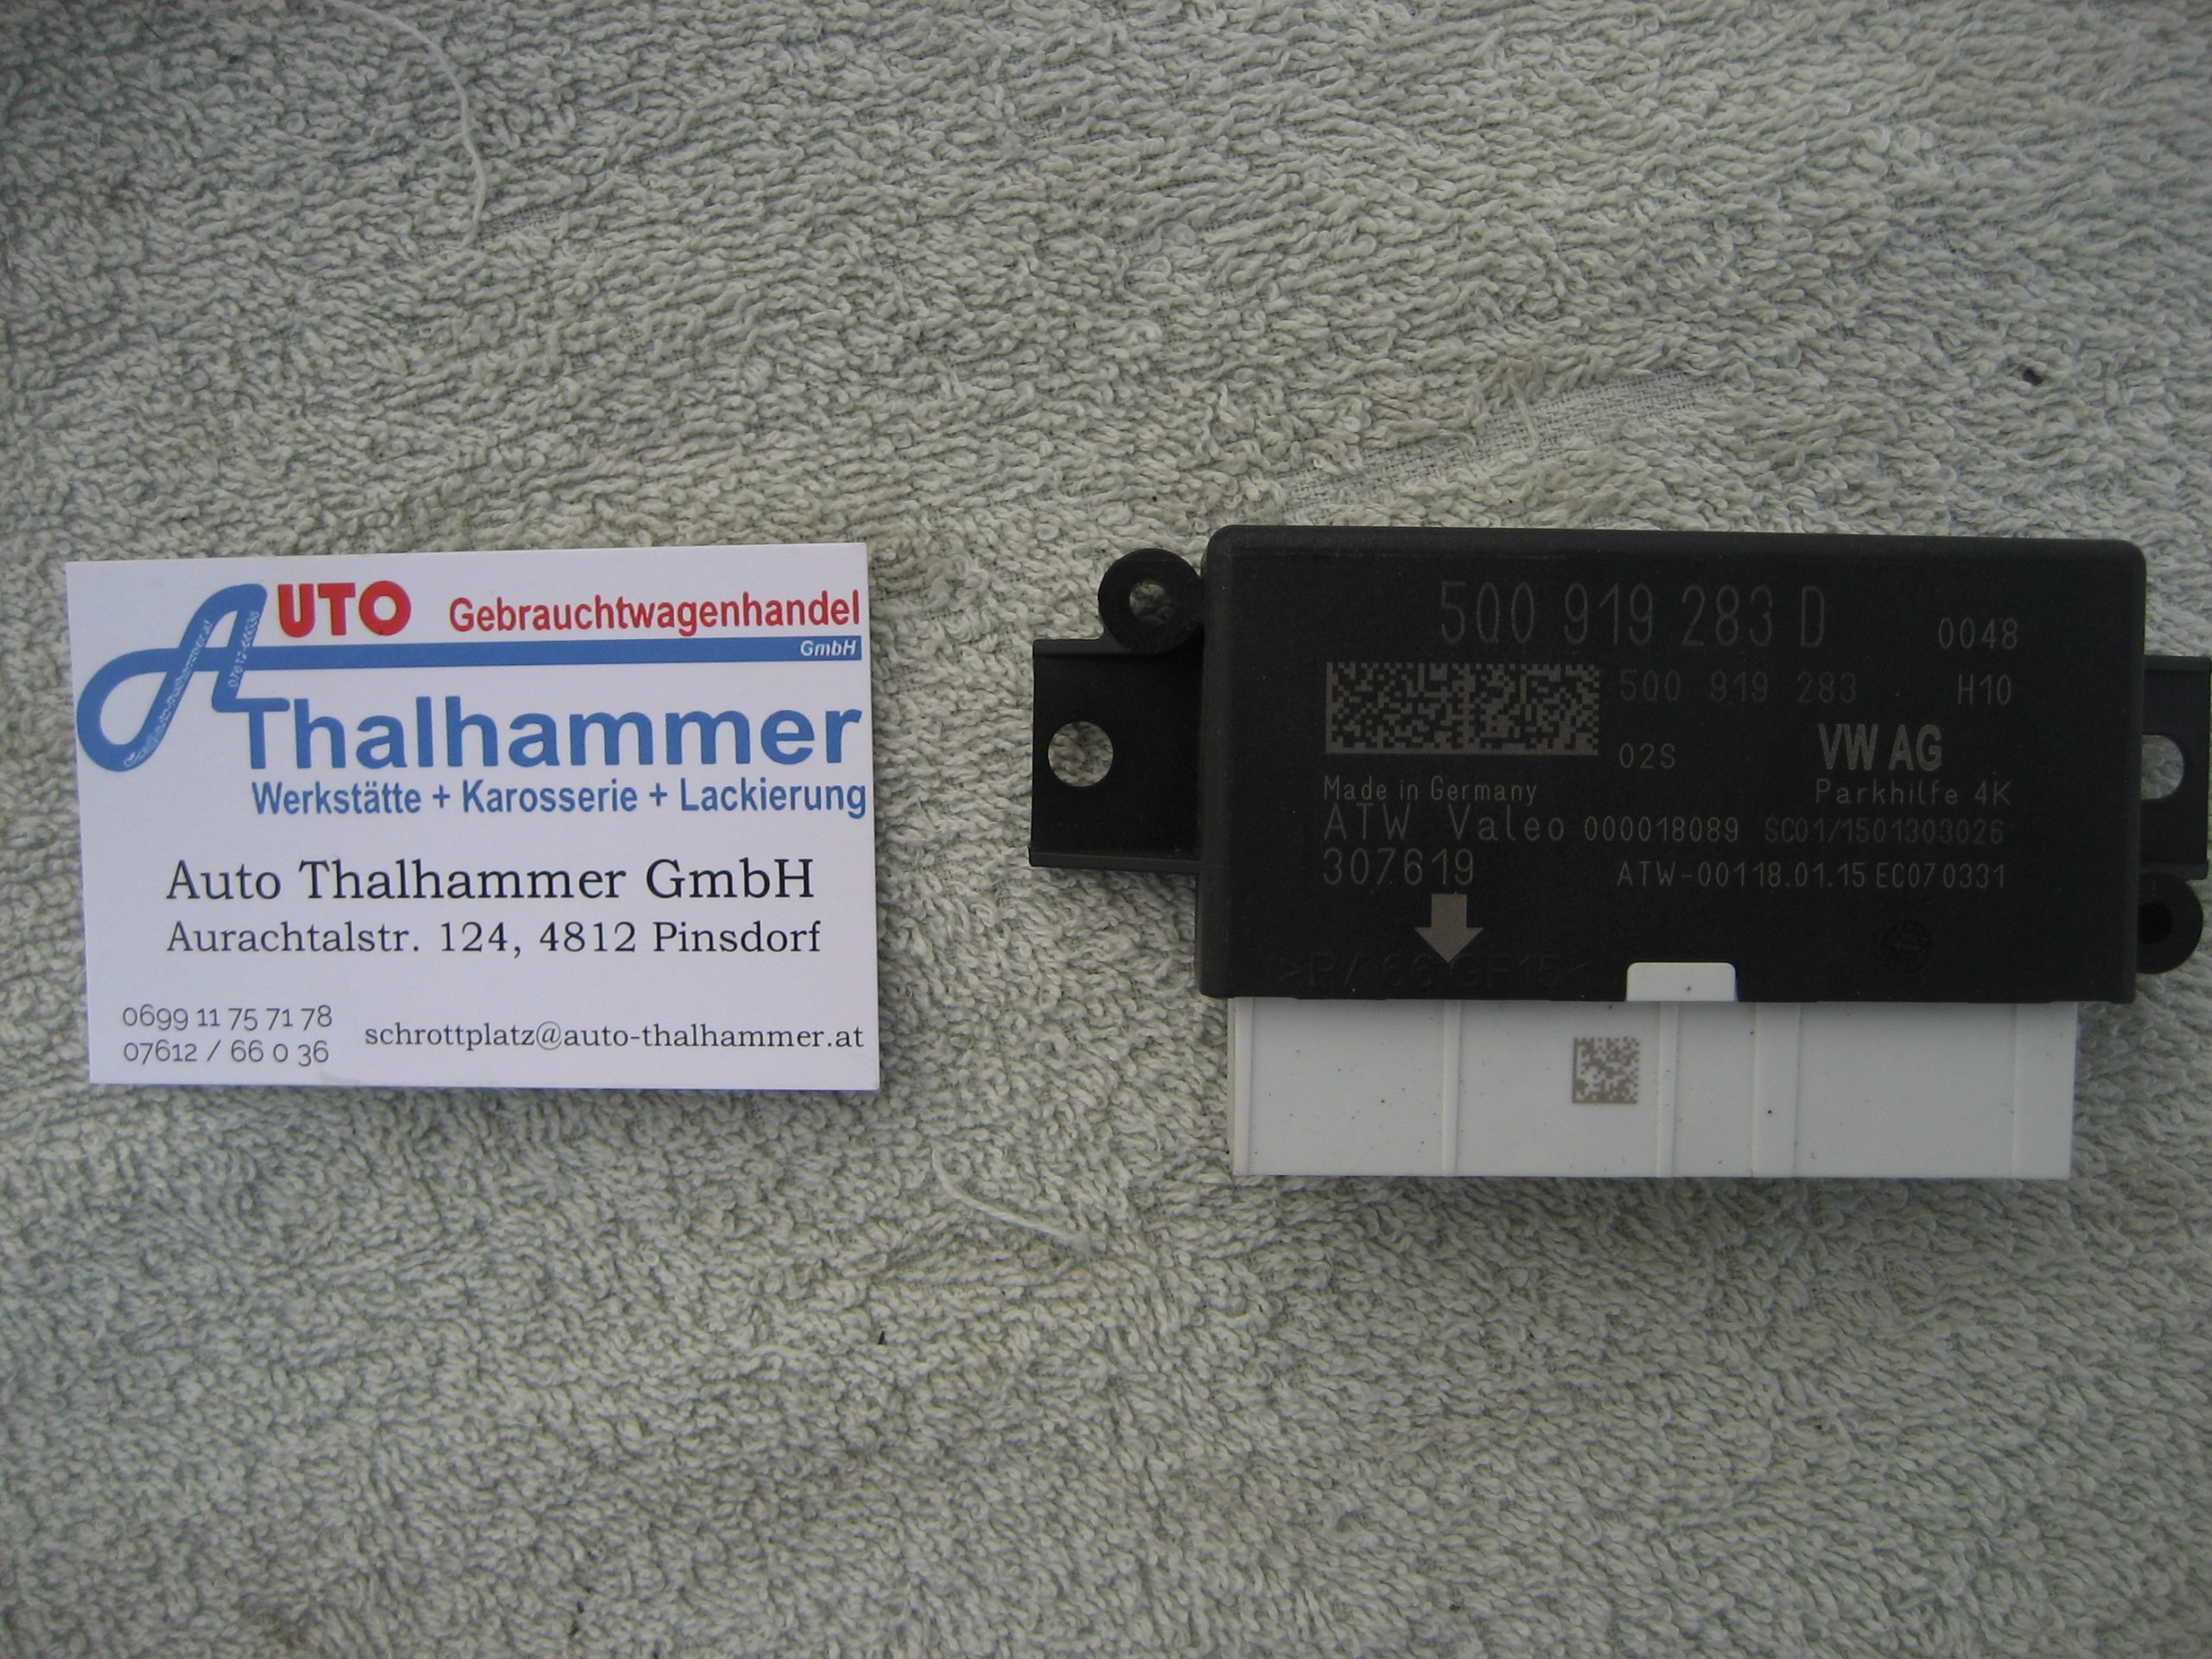 AUTO Gebrauchtwagenhandel
GmbH
Thalhammer
Werkstätte + Karosserie + Lackierung
Auto Thalhammer GmbH
Aurachtalstr. 124, 4812 Pinsdorf
0699 11 75 71 78
07612 / 66 0 36
schrottplatz@auto-thalhammer.at
5Q0 919 283 D
0048
5Q0 919 283
H10
02S
VW AG
Parkhilfe 4K
Made in Germany
ATW Valeo 000018089 SC01/1501303026
307619
ATW-00118.01.15 EC070331
>PA66 GF15<